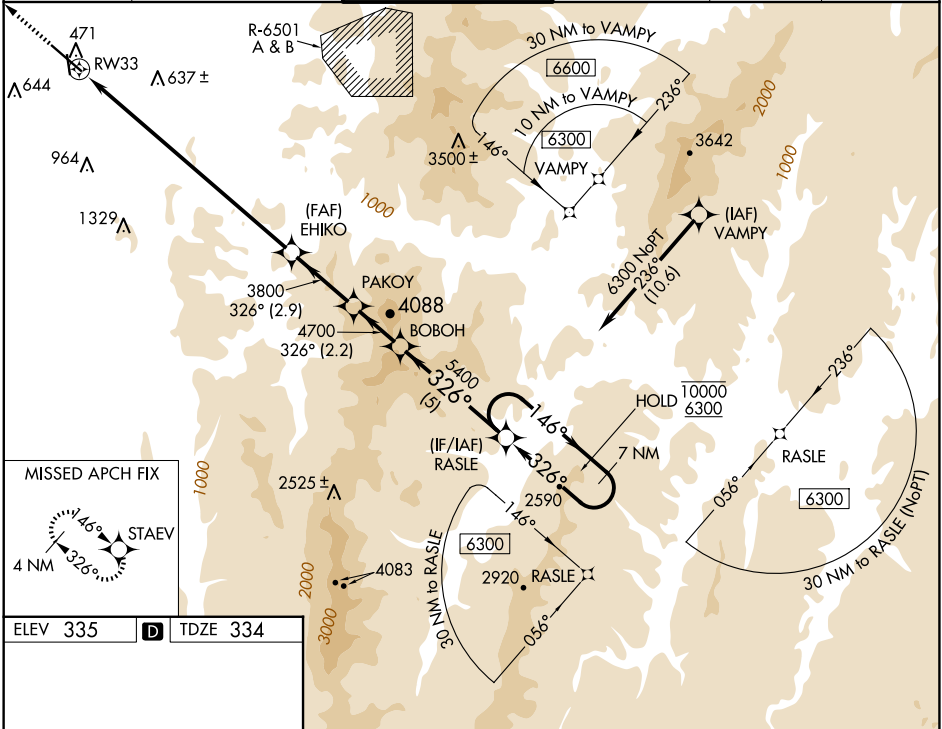 471
RW33
644
637 ±
R-6501
A & B
30 NM to VAMPY
6600
10 NM to VAMPY
6300
236°
146°
VAMPY
3500 ±
2000
3642
1000
964
1329
1000
(FAF)
EHIKO
(IAF)
VAMPY
6300 NoPT
236°
(10.6)
3800
326° (2.9)
PAKOY
4088
4700
326° (2.2)
BOBOH
5400
326°
(5)
HOLD
10000
6300
146°
7 NM
326°
2590
(IF/IAF)
RASLE
236°
RASLE
056°
6300
30 NM to RASLE (NoPT)
1000
2525 ±
MISSED APCH FIX
146°
STAEV
4 NM
326°
30 NM to RASLE
146°
6300
2920
RASLE
056°
4083
2000
3000
ELEV 335
D
TDZE 334